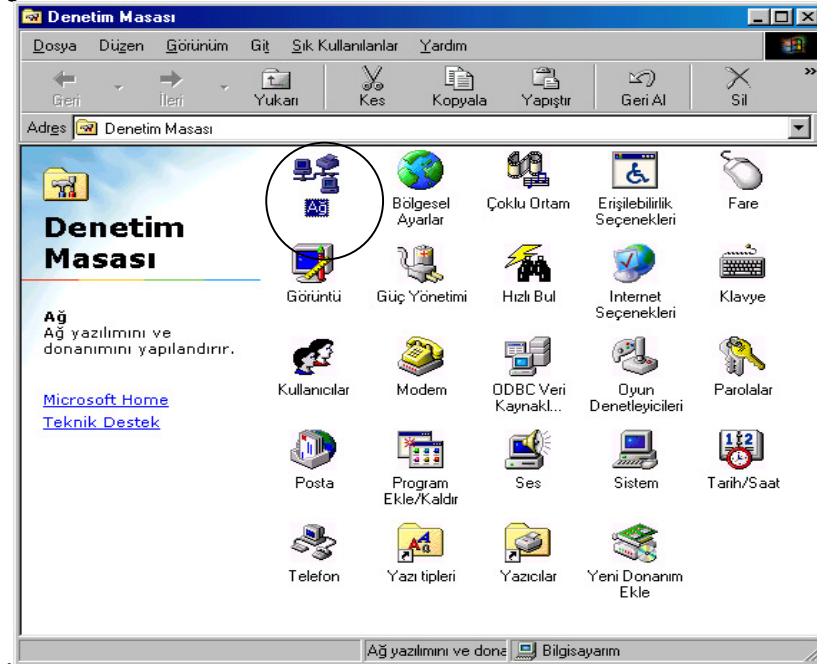 Denetim Masası
Dosya Düzen Görünüm Git Sık Kullanılanlar Yardım
Geri İleri Yukarı Kes Kopyala Yapıştır Geri Al Sil »
Adres Denetim Masası
Denetim
Masası
Ağ
Ağ yazılımını ve
donanımını yapılandırır.
Microsoft Home
Teknik Destek
Ağ
Bölgesel
Ayarlar
Çoklu Ortam
Erişilebilirlik
Seçenekleri
Fare
Görüntü
Güç Yönetimi
Hızlı Bul
Internet
Seçenekleri
Klavye
Kullanıcılar
Modem
ODBC Veri
Kaynakl...
Oyun
Denetleyicileri
Parolalar
Posta
Program
Ekle/Kaldır
Ses
Sistem
Tarih/Saat
Telefon
Yazı tipleri
Yazıcılar
Yeni Donanım
Ekle
Ağ yazılımını ve dona Bilgisayarım